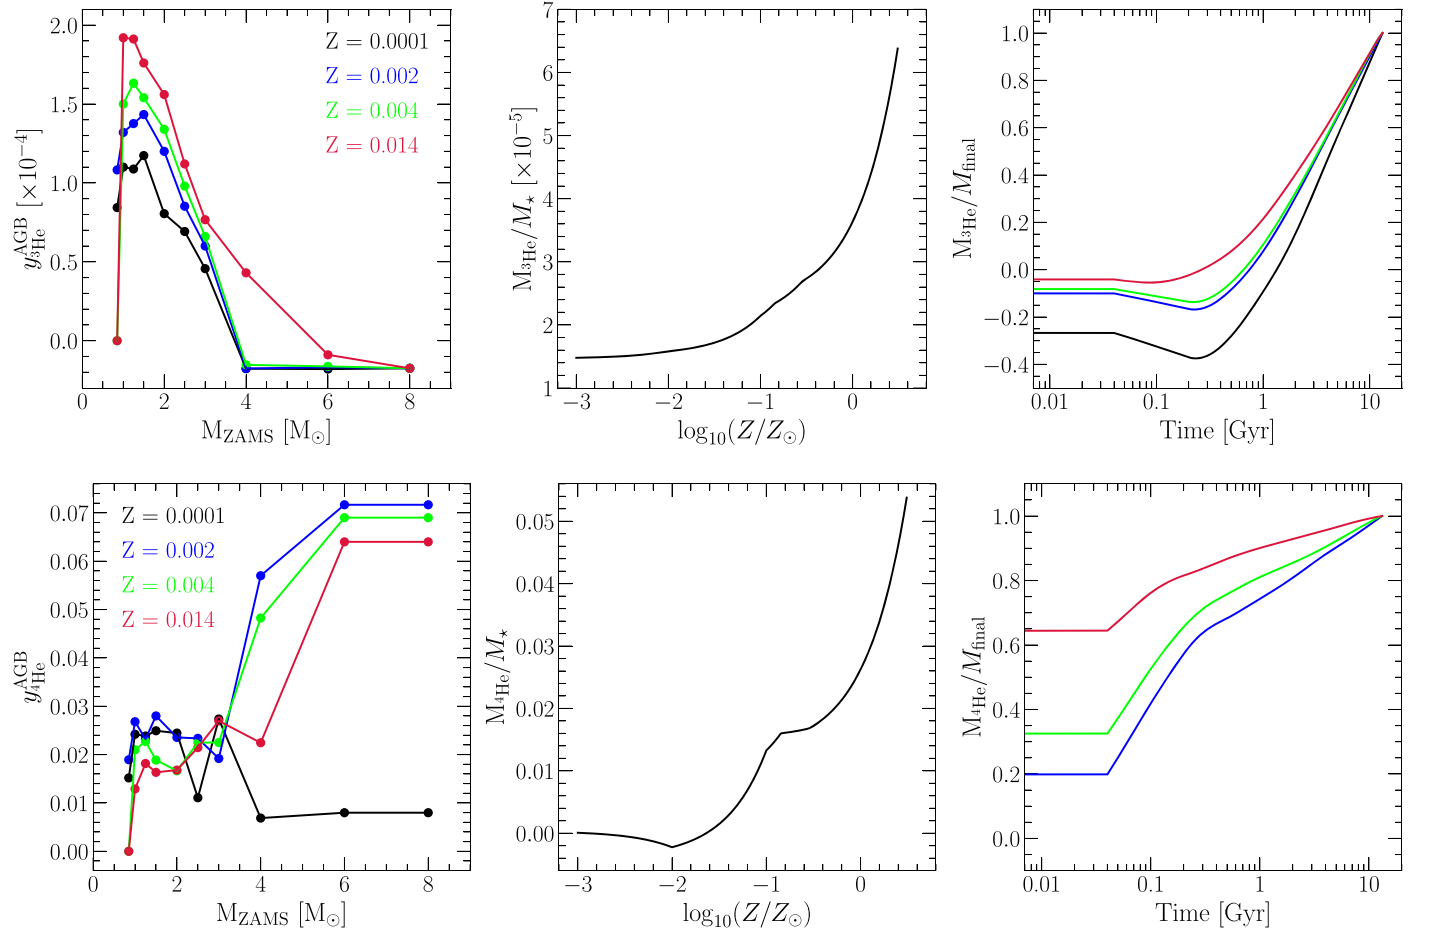 2.0
1.5
1.0
0.5
0.0
y^AGB_³He [×10⁻⁴]
Z = 0.0001
Z = 0.002
Z = 0.004
Z = 0.014
0 2 4 6 8
M_ZAMS [M_⊙]
7
6
5
4
3
2
1
M_³He/M_⋆ [×10⁻⁵]
−3 −2 −1 0
log₁₀(Z/Z_⊙)
1.0
0.8
0.6
0.4
0.2
0.0
−0.2
−0.4
M_³He/M_final
0.01 0.1 1 10
Time [Gyr]
0.07
0.06
0.05
0.04
0.03
0.02
0.01
0.00
y^AGB_⁴He
Z = 0.0001
Z = 0.002
Z = 0.004
Z = 0.014
0 2 4 6 8
M_ZAMS [M_⊙]
0.05
0.04
0.03
0.02
0.01
0.00
M_⁴He/M_⋆
−3 −2 −1 0
log₁₀(Z/Z_⊙)
1.0
0.8
0.6
0.4
0.2
0.0
M_⁴He/M_final
0.01 0.1 1 10
Time [Gyr]